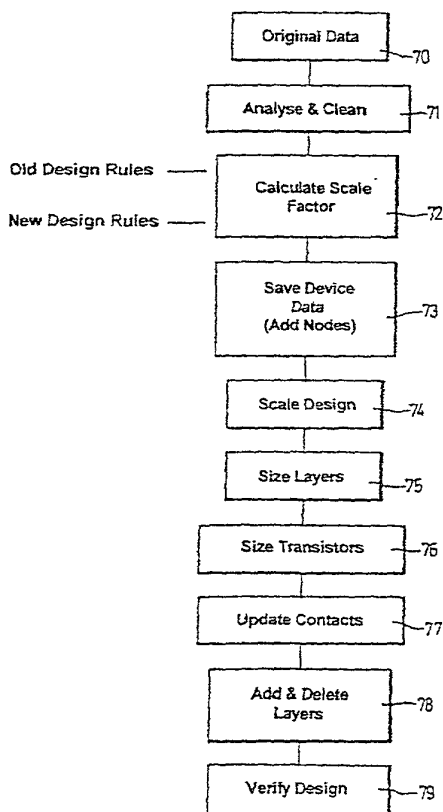 Original Data
70
Analyse & Clean
71
Old Design Rules
New Design Rules
Calculate Scale
Factor
72
Save Device
Data
(Add Nodes)
73
Scale Design
74
Size Layers
75
Size Transistors
76
Update Contacts
77
Add & Delete
Layers
78
Verify Design
79